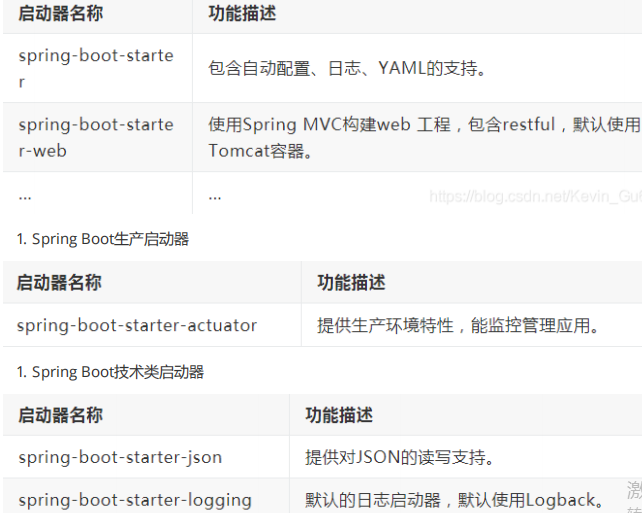 启动器名称 功能描述
spring-boot-starte
r
包含自动配置、日志、YAML的支持。
spring-boot-starte
r-web
使用Spring MVC构建web 工程，包含restful，默认使用
Tomcat容器。
... ...
https://blog.csdn.net/Kevin_Gu
1. Spring Boot生产启动器
启动器名称 功能描述
spring-boot-starter-actuator 提供生产环境特性，能监控管理应用。
1. Spring Boot技术类启动器
启动器名称 功能描述
spring-boot-starter-json 提供对JSON的读写支持。
spring-boot-starter-logging 默认的日志启动器，默认使用Logback。
激